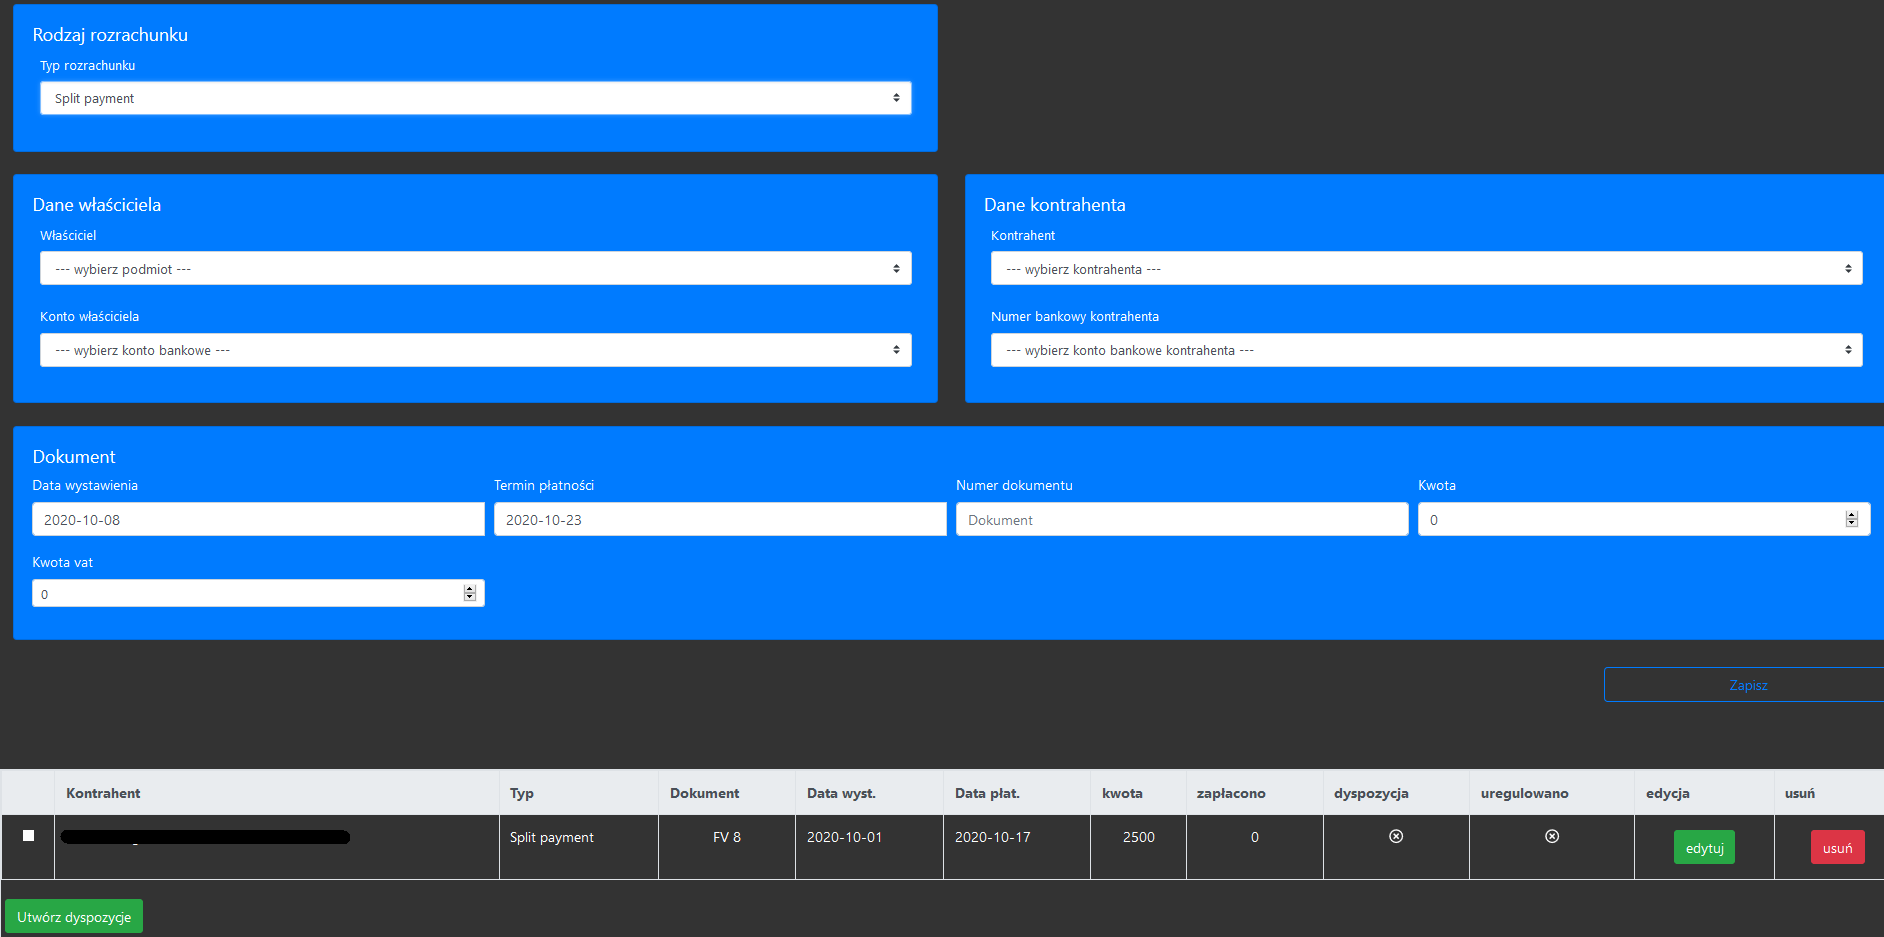 Rodzaj rozrachunku
Typ rozrachunku
Split payment
Dane właściciela
Właściciel
--- wybierz podmiot ---
Konto właściciela
--- wybierz konto bankowe ---
Dane kontrahenta
Kontrahent
--- wybierz kontrahenta ---
Numer bankowy kontrahenta
--- wybierz konto bankowe kontrahenta ---
Dokument
Data wystawienia Termin płatności Numer dokumentu Kwota
2020-10-08 2020-10-23 Dokument 0
Kwota vat
0
Zapisz
Kontrahent Typ Dokument Data wyst. Data płat. kwota zapłacono dyspozycja uregulowano edycja usuń
Split payment FV 8 2020-10-01 2020-10-17 2500 0 edytuj usuń
Utwórz dyspozycje